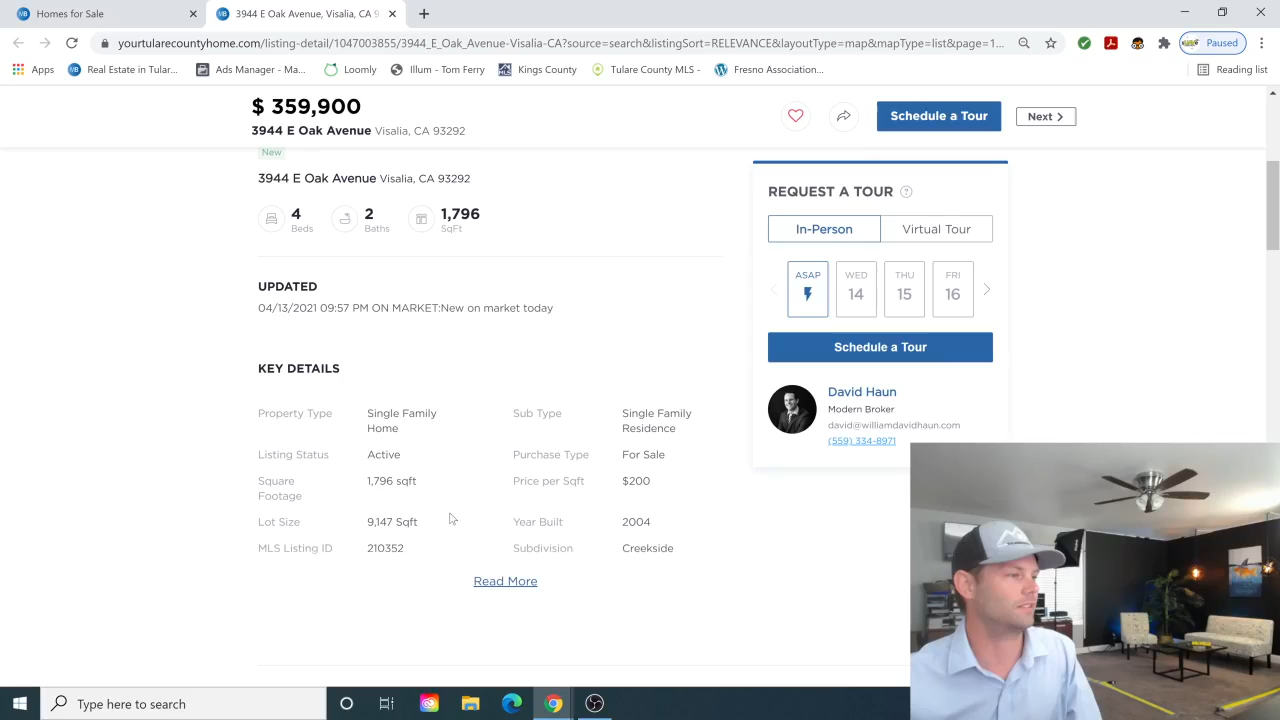 Homes for Sale
3944 E Oak Avenue, Visalia, CA 9
yourtularecountyhome.com/listing-detail/1047003805/3944_E_Oak_Avenue-Visalia-CA?source=search&listingSort=RELEVANCE&layoutType=map&mapType=list&page=1...
Paused
Apps
Real Estate in Tular...
Ads Manager - Ma...
Loomly
Illum - Tom Ferry
Kings County
Tulare County MLS -
Fresno Association...
Reading list
$ 359,900
3944 E Oak Avenue Visalia, CA 93292
Schedule a Tour
Next
New
3944 E Oak Avenue Visalia, CA 93292
4
Beds
2
Baths
1,796
SqFt
UPDATED
04/13/2021 09:57 PM ON MARKET:New on market today
KEY DETAILS
Property Type Single Family Home
Sub Type Single Family Residence
Listing Status Active
Purchase Type For Sale
Square Footage 1,796 sqft
Price per Sqft $200
Lot Size 9,147 Sqft
Year Built 2004
MLS Listing ID 210352
Subdivision Creekside
Read More
REQUEST A TOUR ?
In-Person
Virtual Tour
ASAP
WED
14
THU
15
FRI
16
Schedule a Tour
David Haun
Modern Broker
david@williamdavidhaun.com
(559) 334-8971
Type here to search